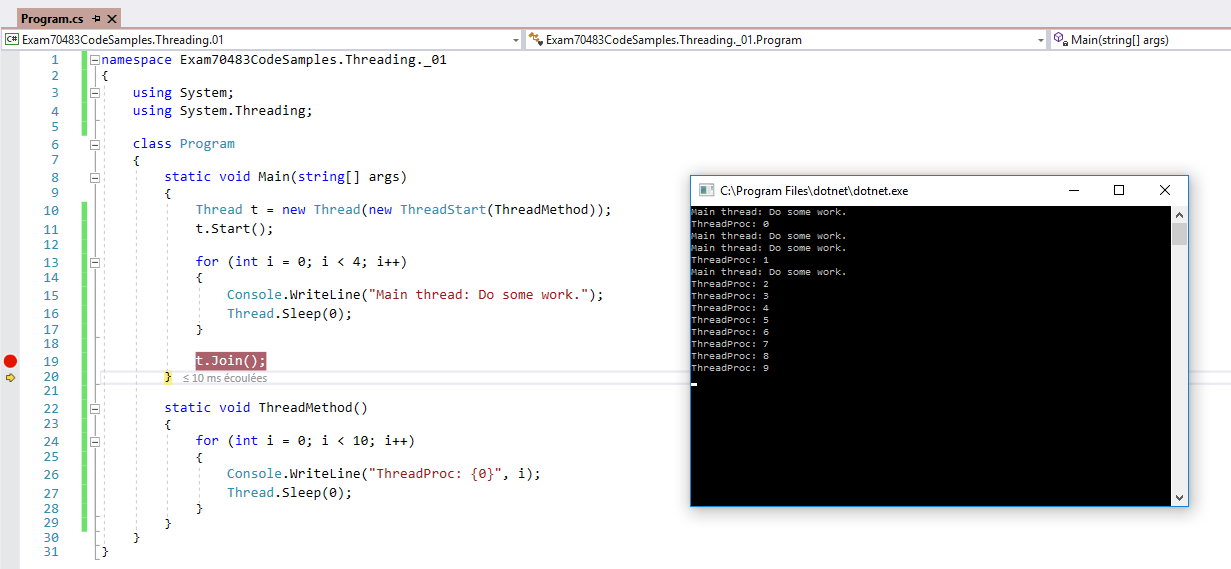 Program.cs
C# Exam70483CodeSamples.Threading.01
Exam70483CodeSamples.Threading._01.Program
Main(string[] args)
1 namespace Exam70483CodeSamples.Threading._01
2 {
3 using System;
4 using System.Threading;
5
6 class Program
7 {
8 static void Main(string[] args)
9 {
10 Thread t = new Thread(new ThreadStart(ThreadMethod));
11 t.Start();
12
13 for (int i = 0; i < 4; i++)
14 {
15 Console.WriteLine("Main thread: Do some work.");
16 Thread.Sleep(0);
17 }
18
19 t.Join();
20 } ≤ 10 ms écoulées
21
22 static void ThreadMethod()
23 {
24 for (int i = 0; i < 10; i++)
25 {
26 Console.WriteLine("ThreadProc: {0}", i);
27 Thread.Sleep(0);
28 }
29 }
30 }
31 }
C:\Program Files\dotnet\dotnet.exe
Main thread: Do some work.
ThreadProc: 0
Main thread: Do some work.
Main thread: Do some work.
ThreadProc: 1
Main thread: Do some work.
ThreadProc: 2
ThreadProc: 3
ThreadProc: 4
ThreadProc: 5
ThreadProc: 6
ThreadProc: 7
ThreadProc: 8
ThreadProc: 9